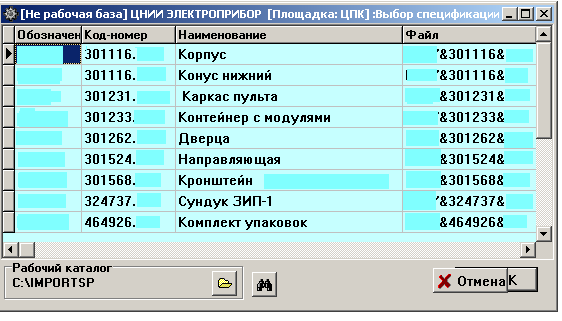 [Не рабочая база] ЦНИИ ЭЛЕКТРОПРИБОР [Площадка: ЦПК] :Выбор спецификации
Обозначен Код-номер Наименование Файл
301116. Корпус &301116&
301116. Конус нижний &301116&
301231. Каркас пульта &301231&
301233. Контейнер с модулями &301233&
301262. Дверца &301262&
301524. Направляющая &301524&
301568. Кронштейн &301568&
324737. Сундук ЗИП-1 &324737&
464926. Комплект упаковок &464926&
Рабочий каталог
C:\IMPORTSP
Отмена К